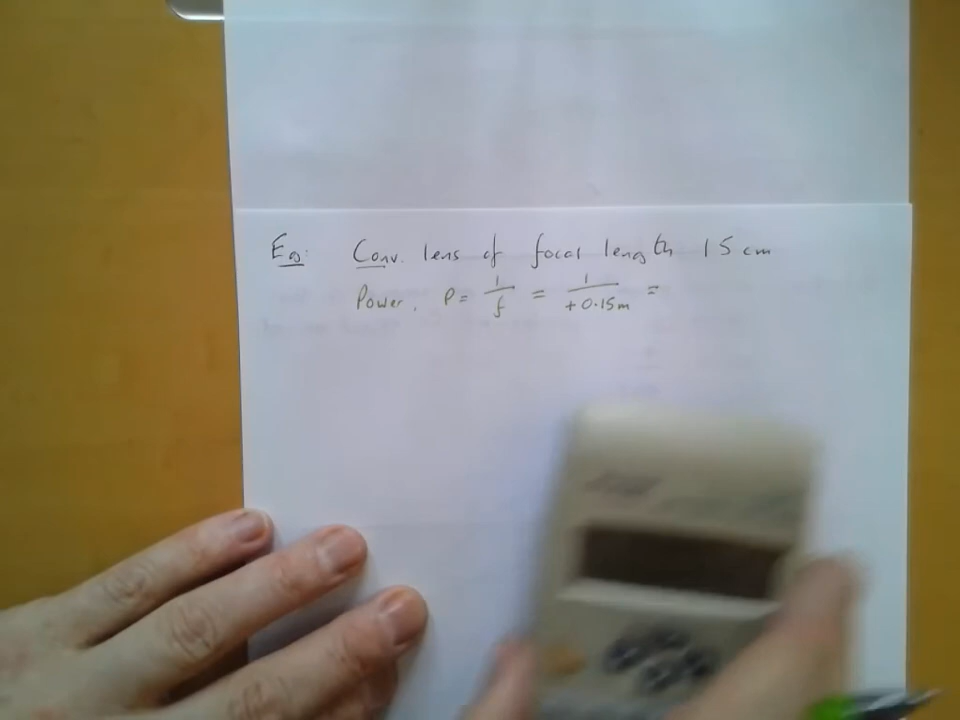 Eg: Conv. lens of focal length 15 cm
Power, P = 1/f = 1/+0.15m =